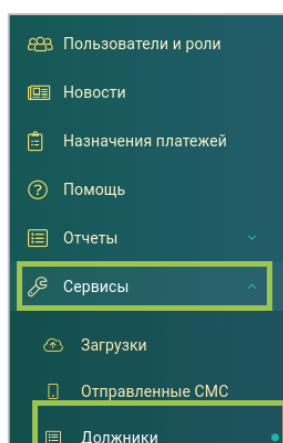 Пользователи и роли
Новости
Назначения платежей
Помощь
Отчеты
Сервисы
Загрузки
Отправленные СМС
Должники